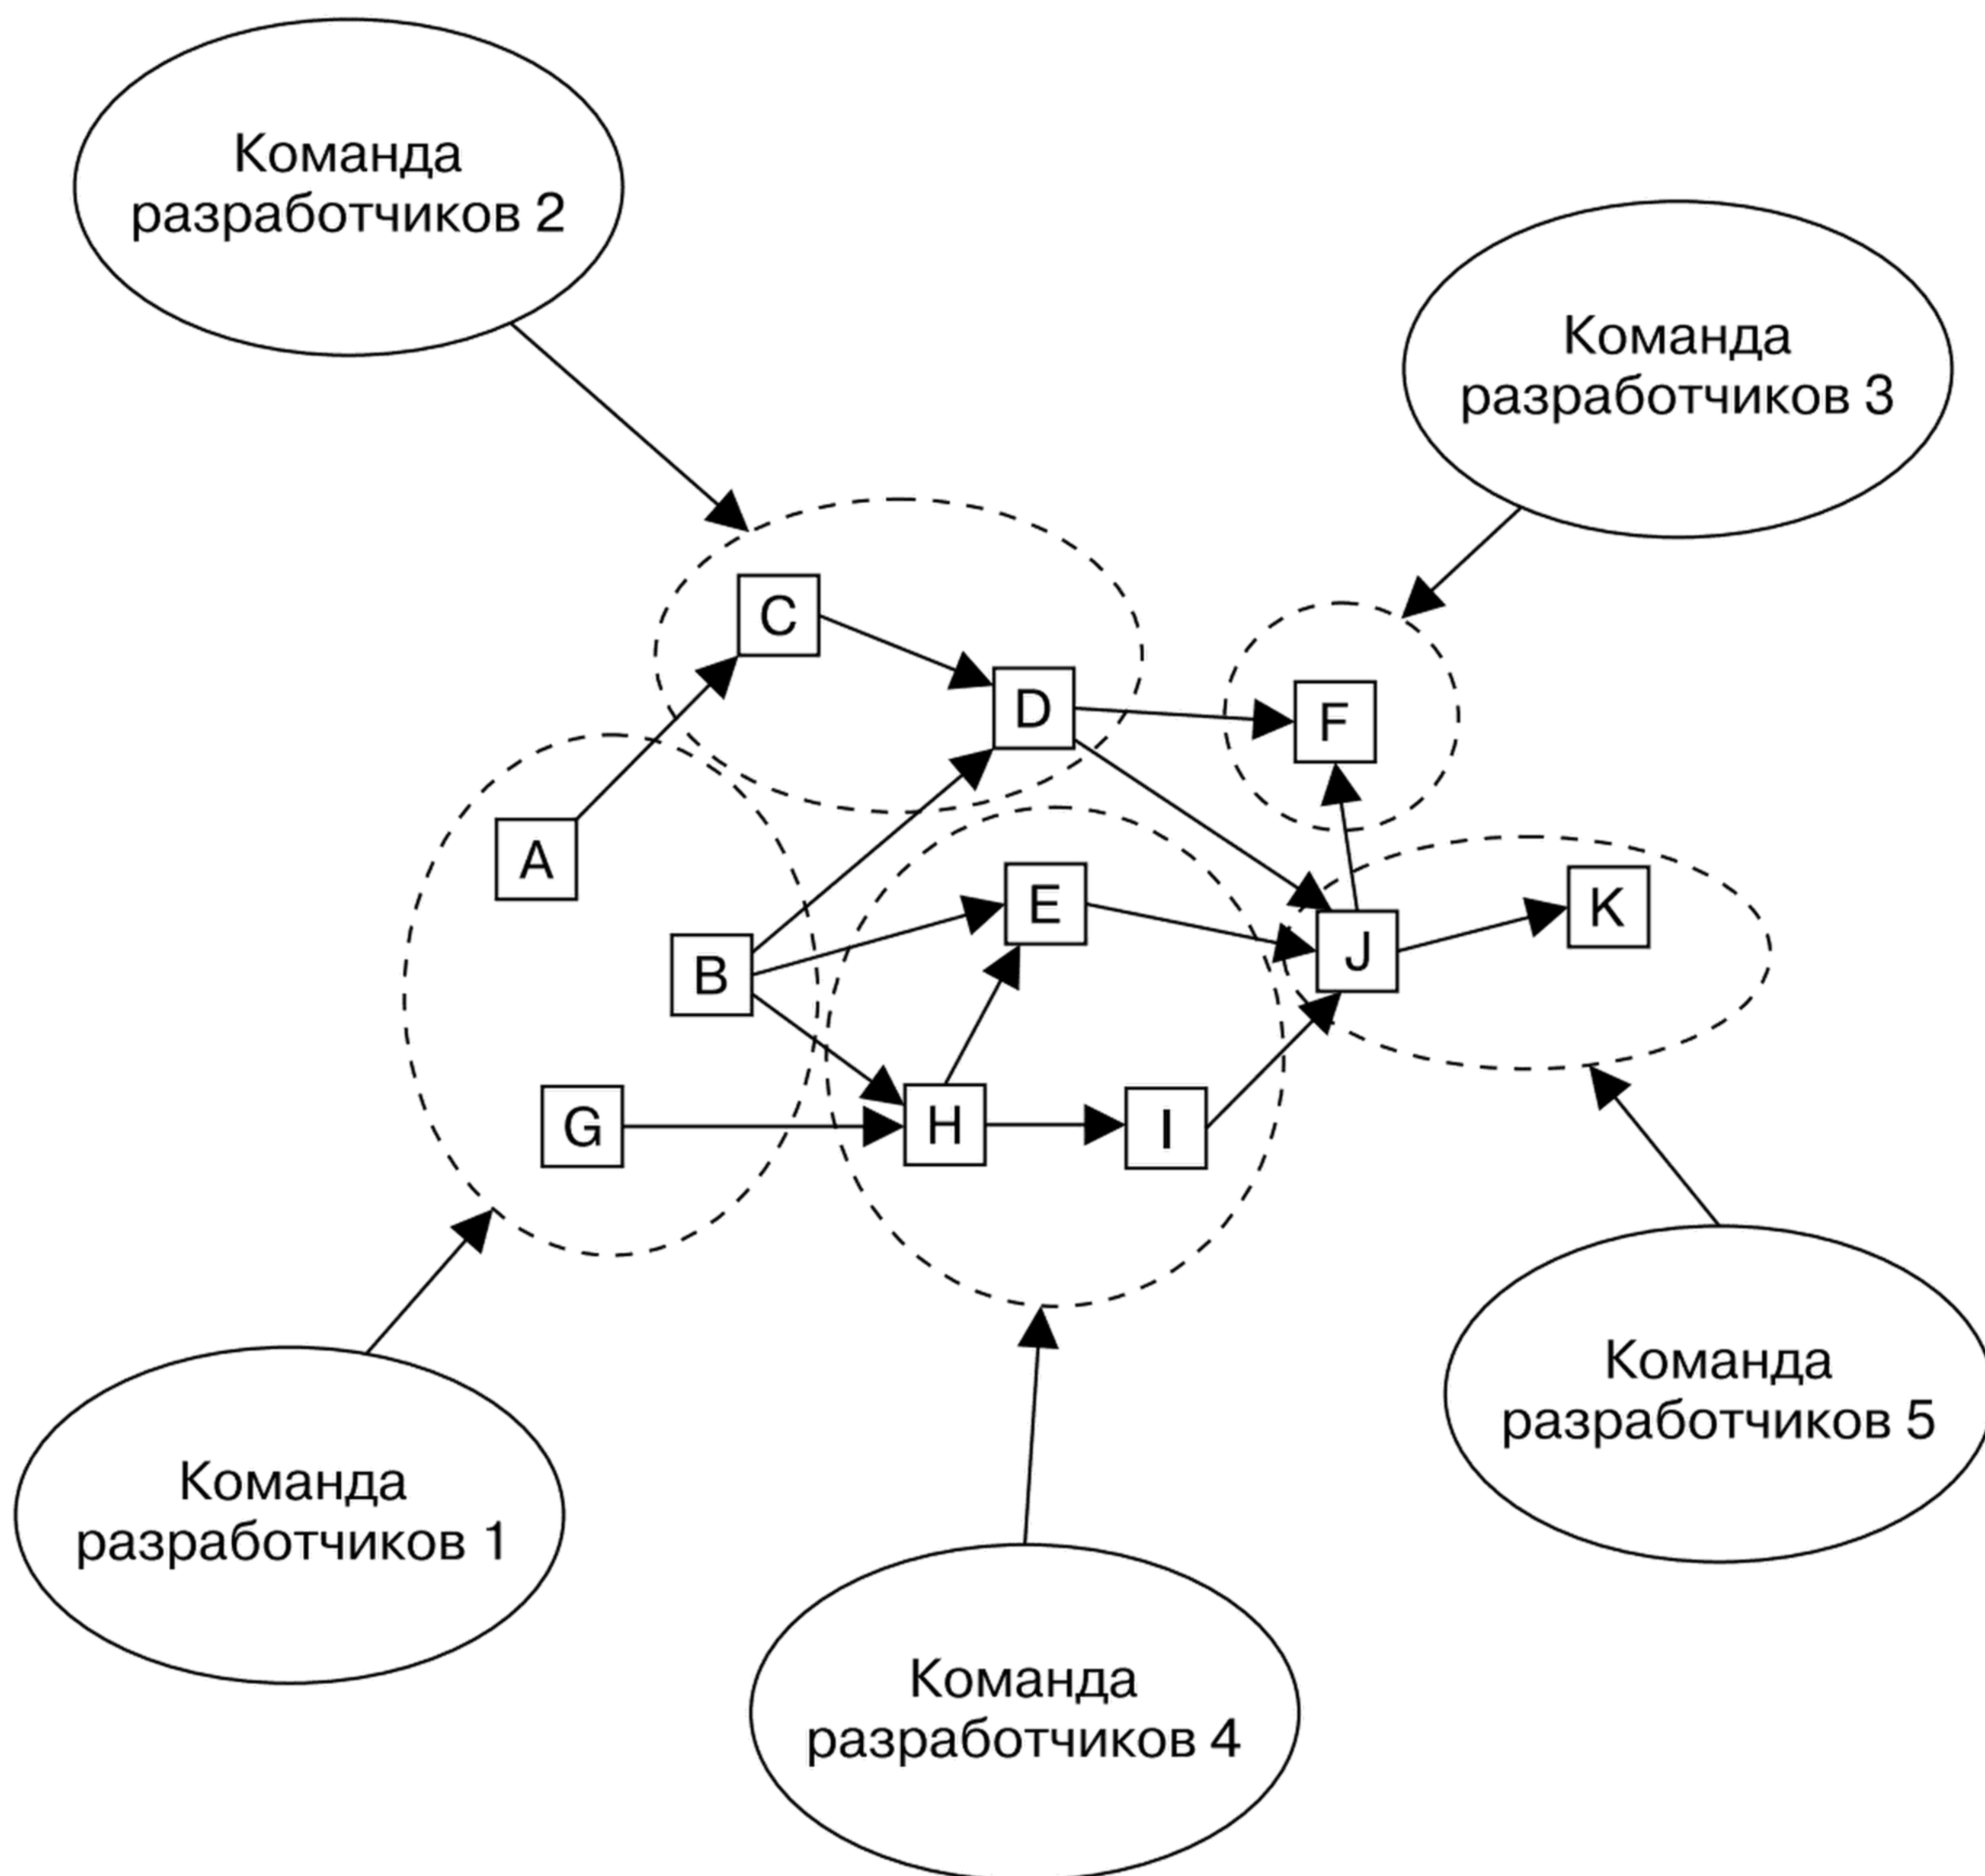 Команда
разработчиков 2
Команда
разработчиков 3
C
D
F
A
E
K
B
J
G
H
I
Команда
разработчиков 5
Команда
разработчиков 1
Команда
разработчиков 4